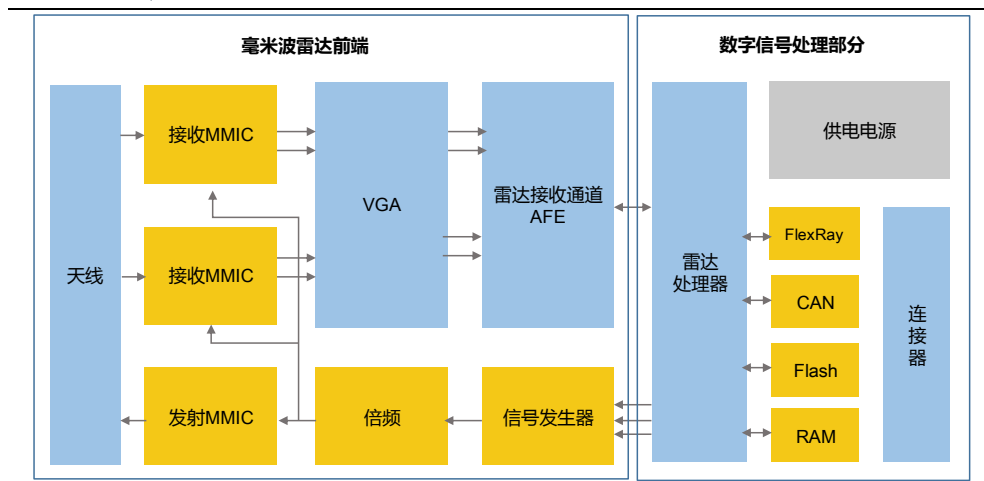 毫米波雷达前端
数字信号处理部分
天线
接收MMIC
接收MMIC
发射MMIC
VGA
倍频
雷达接收通道
AFE
信号发生器
雷达
处理器
供电电源
FlexRay
CAN
Flash
RAM
连
接
器